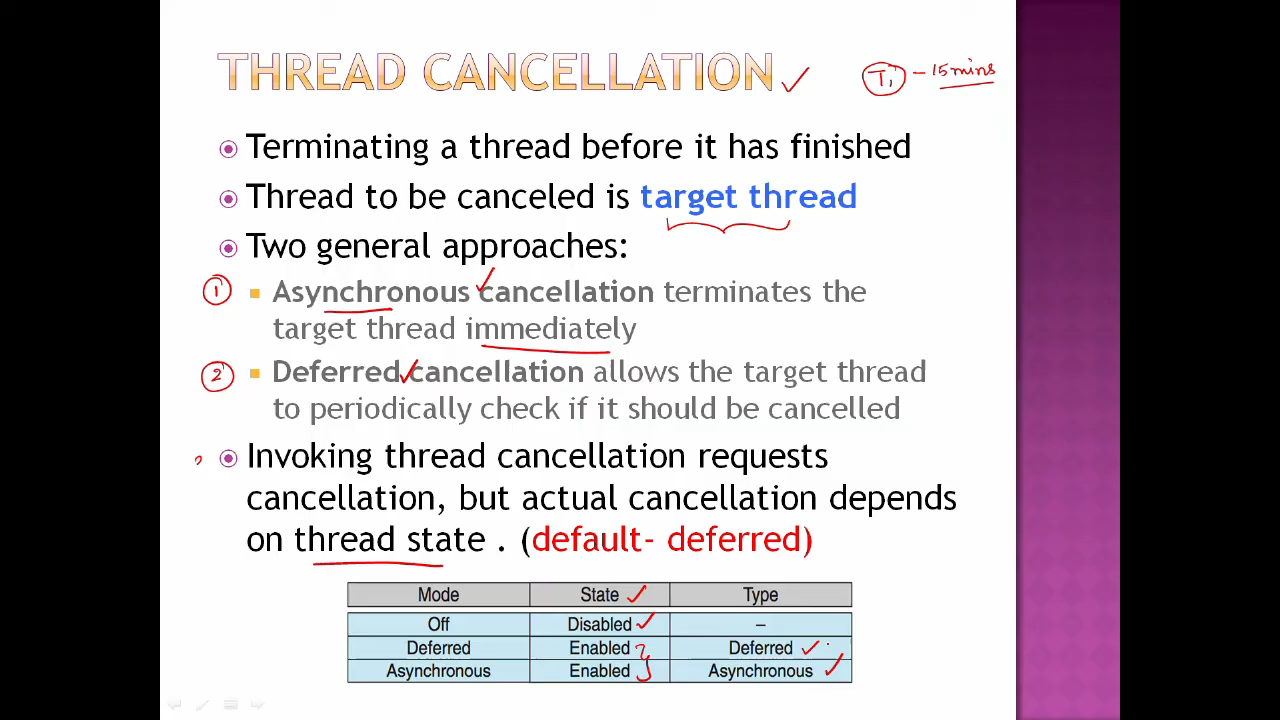 THREAD CANCELLATION
T1 - 15 mins
Terminating a thread before it has finished
Thread to be canceled is target thread
Two general approaches:
1 Asynchronous cancellation terminates the
target thread immediately
2 Deferred cancellation allows the target thread
to periodically check if it should be cancelled
Invoking thread cancellation requests
cancellation, but actual cancellation depends
on thread state . (default- deferred)
Mode State Type
Off Disabled –
Deferred Enabled Deferred
Asynchronous Enabled Asynchronous